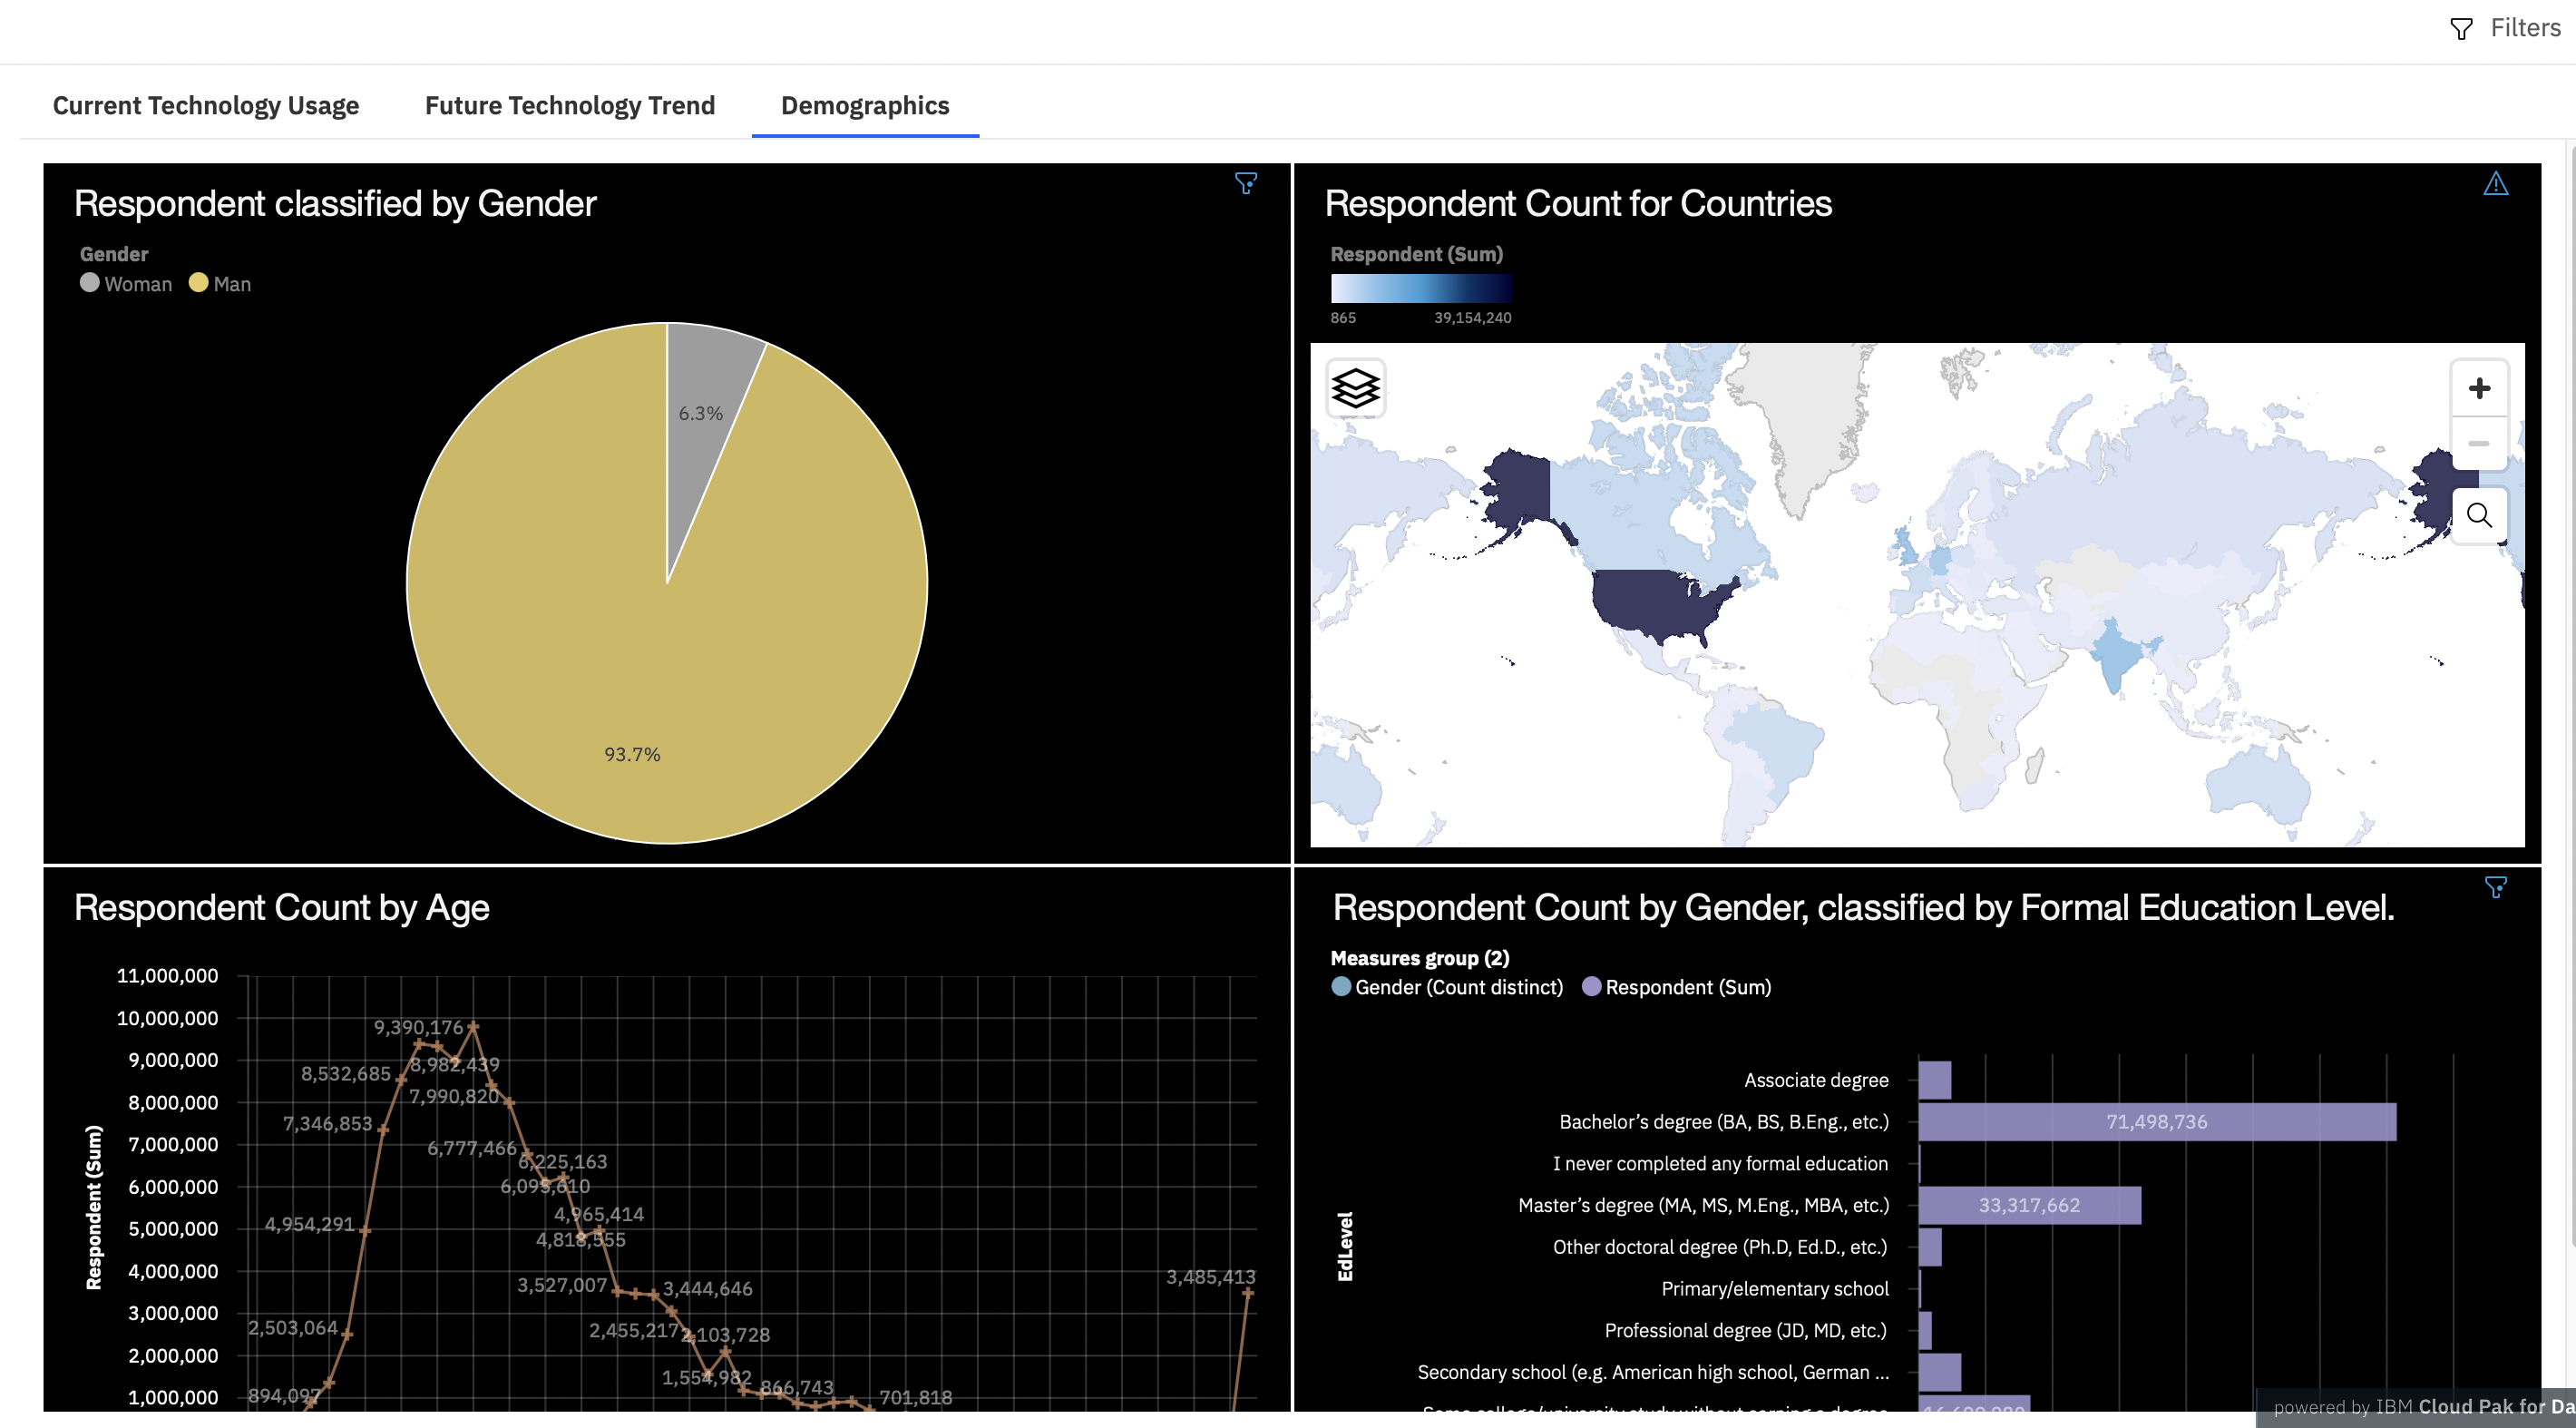 Filters
Current Technology Usage
Future Technology Trend
Demographics
Respondent classified by Gender
Gender
Woman
Man
6.3%
93.7%
Respondent Count for Countries
Respondent (Sum)
865
39,154,240
Respondent Count by Age
Respondent (Sum)
11,000,000
10,000,000
9,000,000
8,000,000
7,000,000
6,000,000
5,000,000
4,000,000
3,000,000
2,000,000
1,000,000
9,390,176
8,982,439
8,532,685
7,990,820
7,346,853
6,777,466
6,225,163
6,095,610
4,965,414
4,954,291
4,818,555
3,527,007
3,444,646
3,485,413
2,503,064
2,455,217
2,103,728
1,554,982
866,743
894,097
701,818
Respondent Count by Gender, classified by Formal Education Level.
Measures group (2)
Gender (Count distinct)
Respondent (Sum)
EdLevel
Associate degree
Bachelor’s degree (BA, BS, B.Eng., etc.)
71,498,736
I never completed any formal education
Master’s degree (MA, MS, M.Eng., MBA, etc.)
33,317,662
Other doctoral degree (Ph.D, Ed.D., etc.)
Primary/elementary school
Professional degree (JD, MD, etc.)
Secondary school (e.g. American high school, German ...
Some college/university study without earning a degree
powered by IBM Cloud Pak for Da